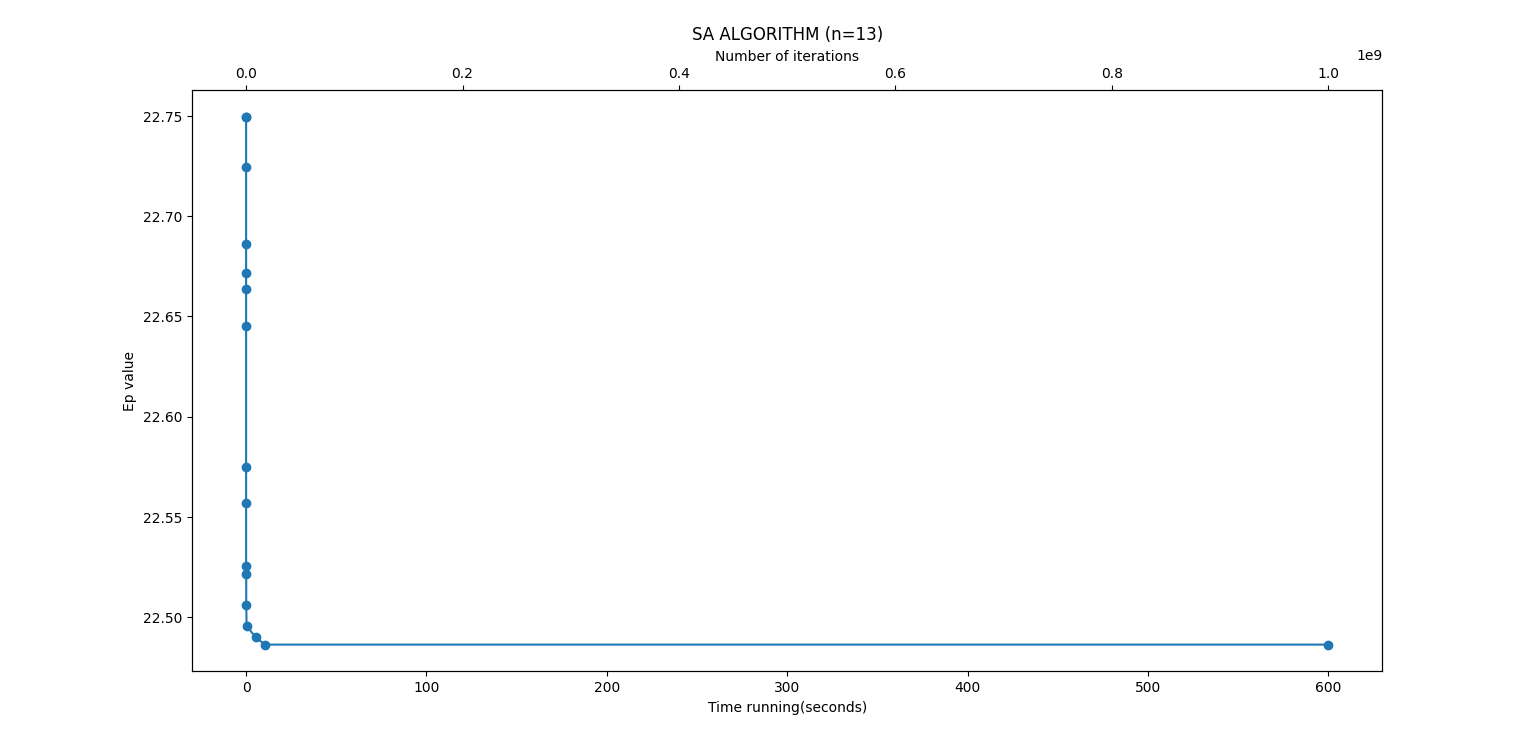 SA ALGORITHM (n=13)
Number of iterations
1e9
0.0 0.2 0.4 0.6 0.8 1.0
22.75
22.70
22.65
22.60
22.55
22.50
Ep value
0 100 200 300 400 500 600
Time running(seconds)